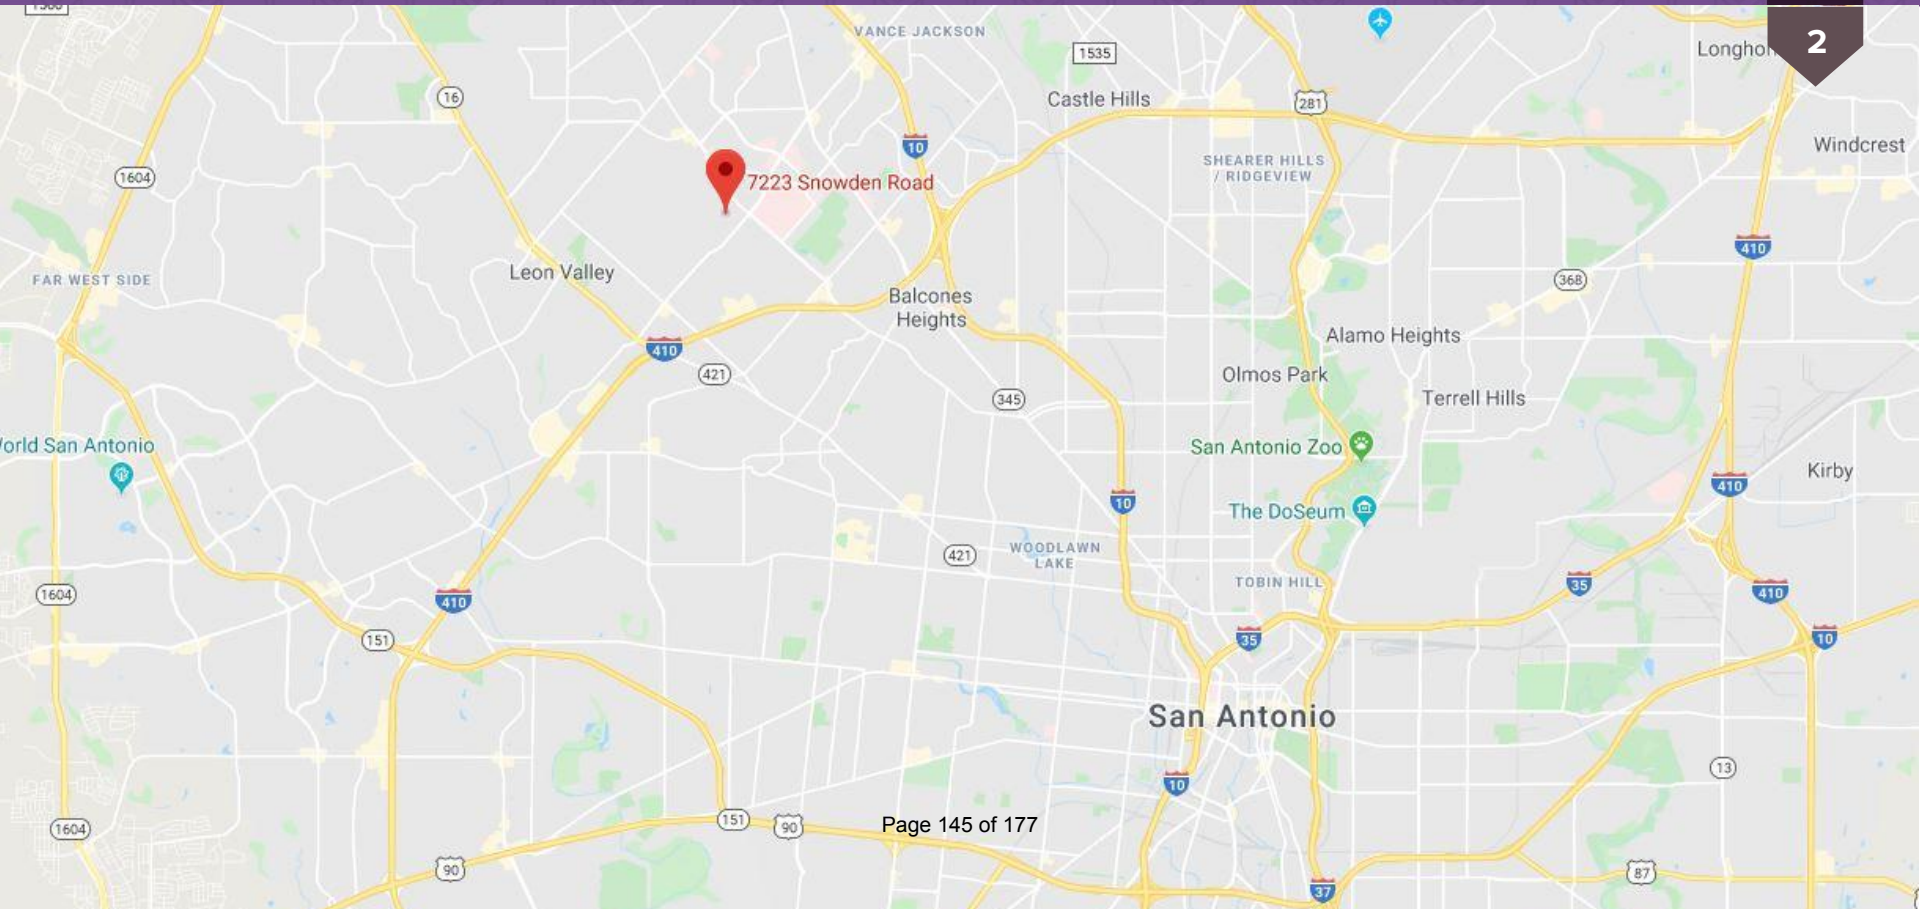 1560
VANCE JACKSON
1535
Longhor
2
16
Castle Hills
281
10
Windcrest
SHEARER HILLS
/ RIDGEVIEW
1604
7223 Snowden Road
410
FAR WEST SIDE
Leon Valley
368
Balcones
Heights
Alamo Heights
410
421
Olmos Park
345
Terrell Hills
orld San Antonio
San Antonio Zoo
Kirby
410
10
The DoSeum
421
WOODLAWN
LAKE
TOBIN HILL
35
1604
410
410
151
35
10
San Antonio
13
10
1604
151
90
Page 145 of 177
90
87
37